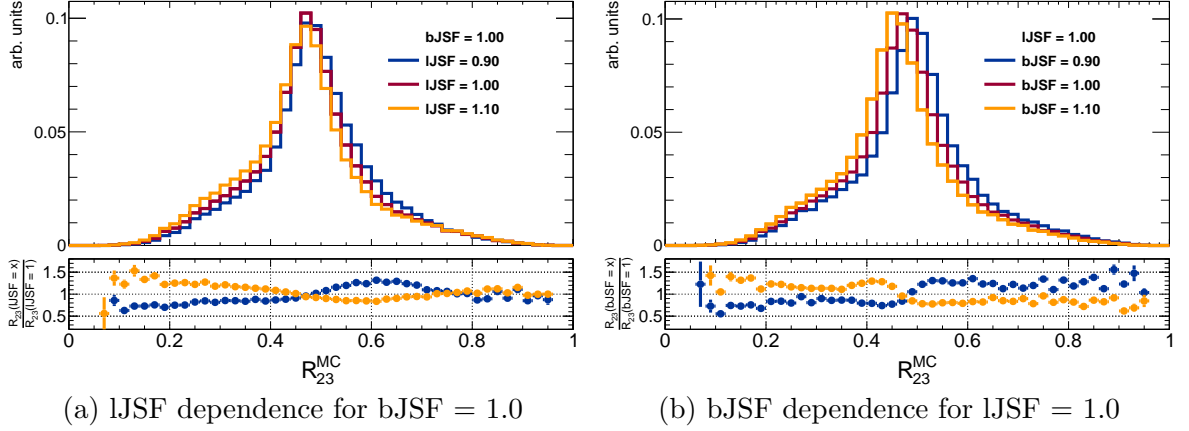 arb. units
0.1
0.05
0
bJSF = 1.00
lJSF = 0.90
lJSF = 1.00
lJSF = 1.10
R23(lJSF = x)
R23(lJSF = 1)
1.5
1
0.5
0 0.2 0.4 0.6 0.8 1
R23^MC
(a) lJSF dependence for bJSF = 1.0
arb. units
0.1
0.05
0
lJSF = 1.00
bJSF = 0.90
bJSF = 1.00
bJSF = 1.10
R23(bJSF = x)
R23(bJSF = 1)
1.5
1
0.5
0 0.2 0.4 0.6 0.8 1
R23^MC
(b) bJSF dependence for lJSF = 1.0